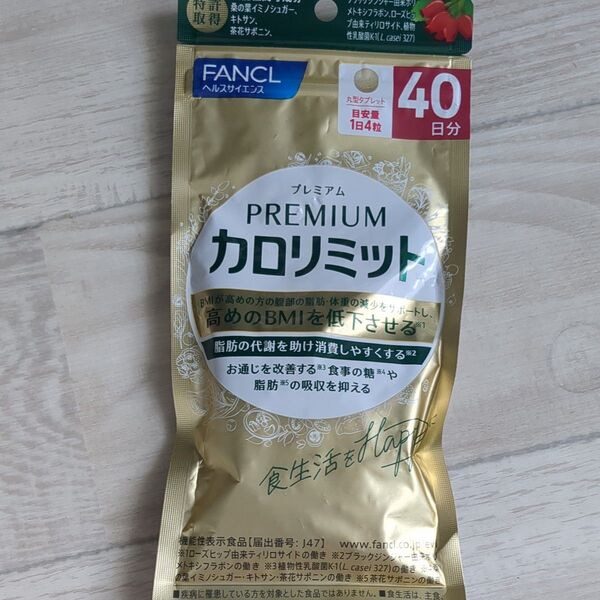 特許
取得
桑の葉イミノシュガー、
キトサン、
茶花サポニン、
ブラックジンジャー由来ポリ
メトキシフラボン、ローズヒ
ップ由来ティリロサイド、植物
性乳酸菌K1(L. casei 327)
FANCL
ヘルスサイエンス
丸型タブレット
目安量
1日4粒
40
日分
プレミアム
PREMIUM
カロリミット
BMIが高めの方の腹部の脂肪・体重の減少をサポートし、
高めのBMIを低下させる※1
脂肪の代謝を助け消費しやすくする※2
お通じを改善する※3 食事の糖※4や
脂肪※5の吸収を抑える
食生活をHapp
機能性表示食品【届出番号:J47】
www.fancl.co.jp/
※1ローズヒップ由来ティリロサイドの働き ※2ブラックジンジャー由来ポリ
メトキシフラボンの働き ※3植物性乳酸菌K-1(L. casei 327)の働き
の葉イミノシュガー・キトサン・茶花サポニンの働き ※5茶花サポニンの働き
■疾病に罹患している方を対象とした食品ではありません。■食生活は、主食、